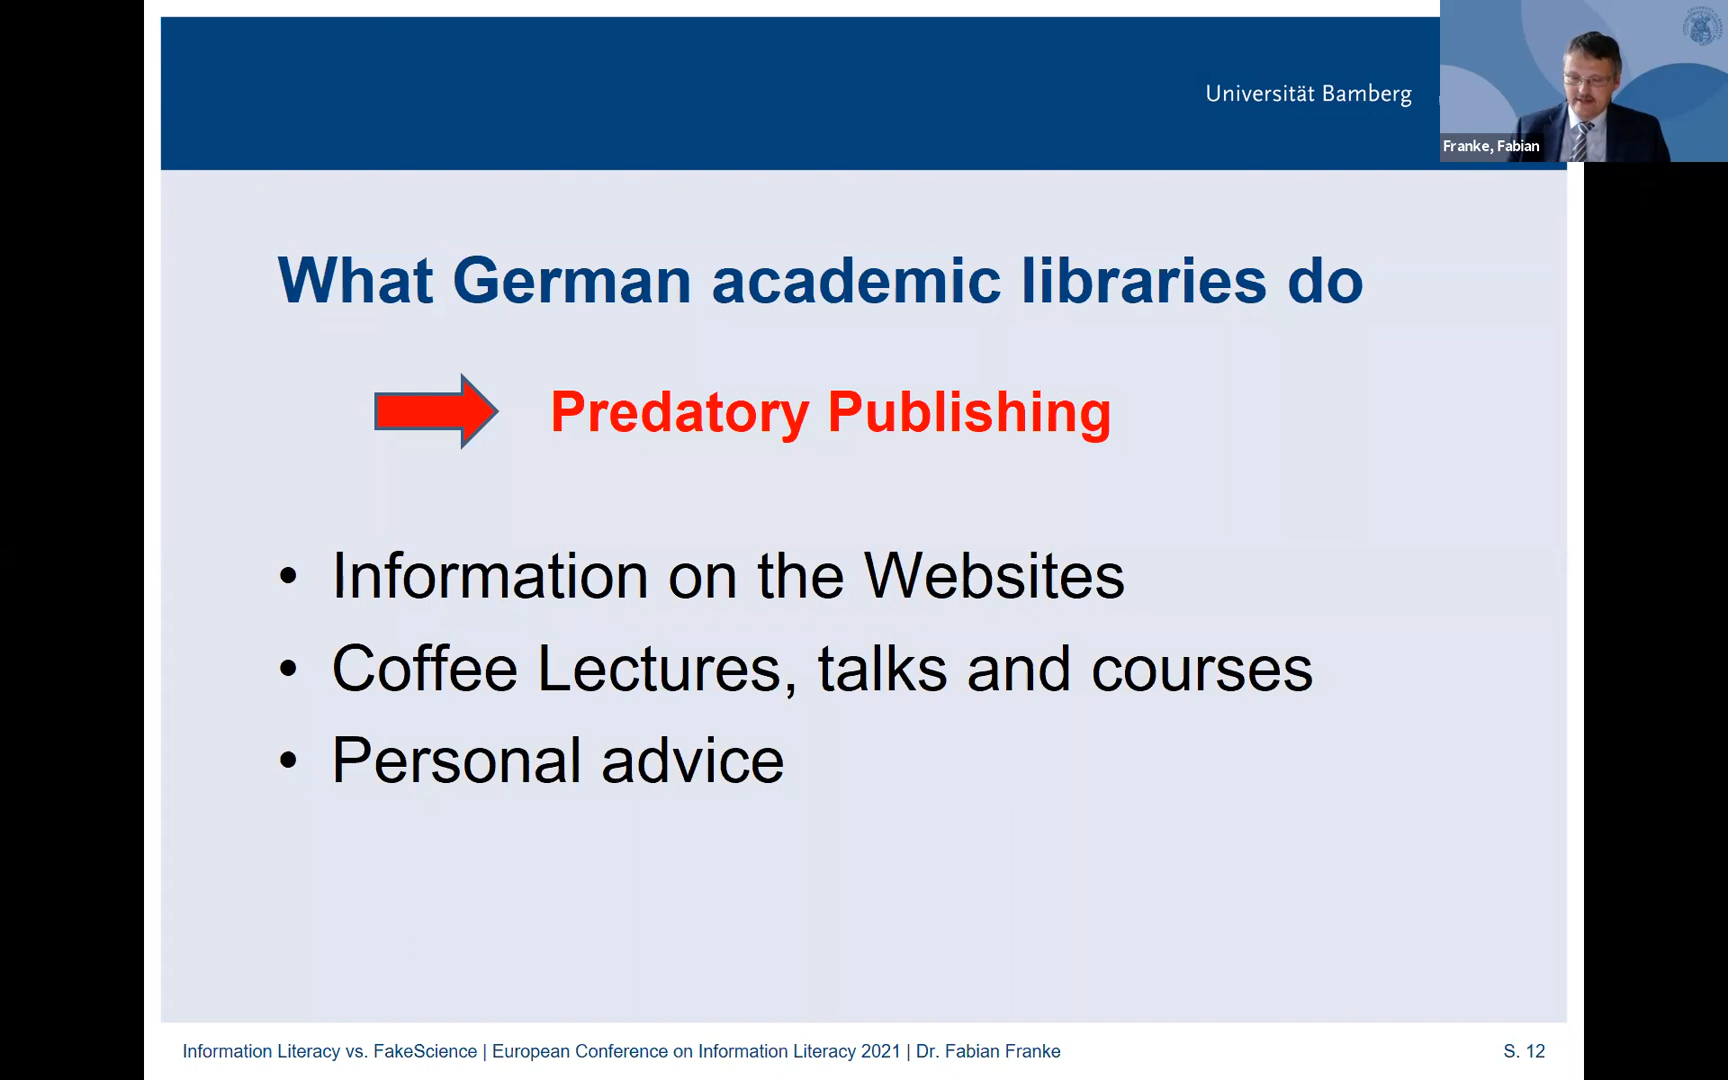 Universität Bamberg
Franke, Fabian
What German academic libraries do
Predatory Publishing
• Information on the Websites
• Coffee Lectures, talks and courses
• Personal advice
Information Literacy vs. FakeScience | European Conference on Information Literacy 2021 | Dr. Fabian Franke
S. 12